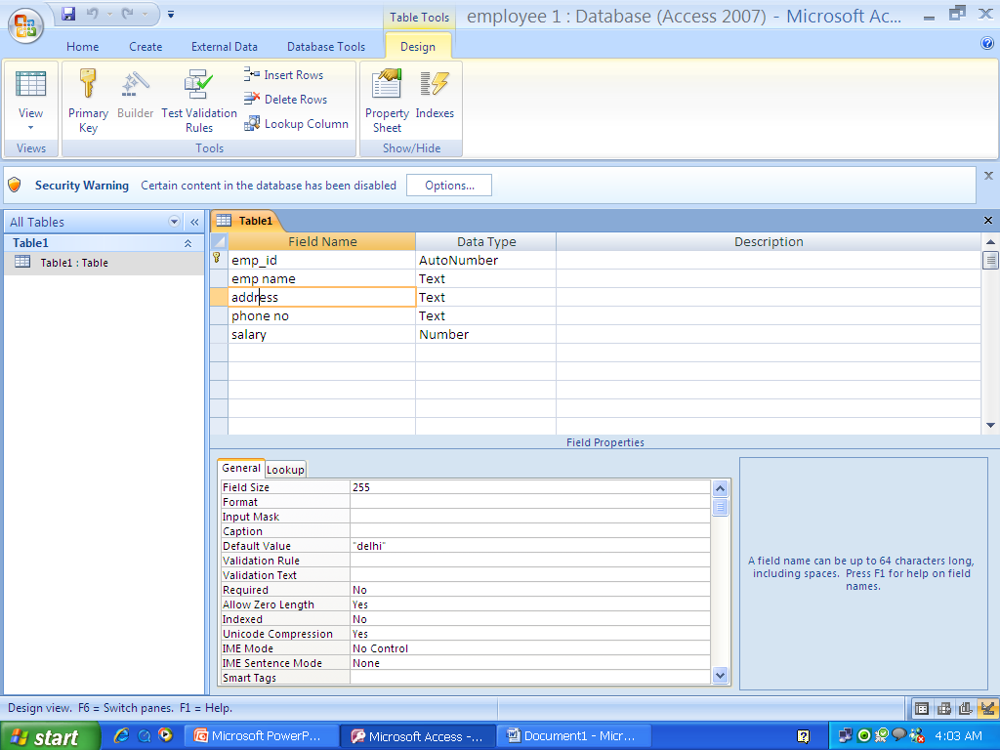 Table Tools
employee 1 : Database (Access 2007) - Microsoft Ac...
Home Create External Data Database Tools Design
View
Primary Key
Builder
Test Validation Rules
Insert Rows
Delete Rows
Lookup Column
Property Sheet
Indexes
Views Tools Show/Hide
Security Warning Certain content in the database has been disabled Options...
All Tables «
Table1
Table1 : Table
Table1
Field Name Data Type Description
emp_id AutoNumber
emp name Text
address Text
phone no Text
salary Number
Field Properties
General Lookup
Field Size 255
Format
Input Mask
Caption
Default Value "delhi"
Validation Rule
Validation Text
Required No
Allow Zero Length Yes
Indexed No
Unicode Compression Yes
IME Mode No Control
IME Sentence Mode None
Smart Tags
A field name can be up to 64 characters long,
including spaces. Press F1 for help on field
names.
Design view. F6 = Switch panes. F1 = Help.
start Microsoft PowerP... Microsoft Access -... Document1 - Micr... 4:03 AM